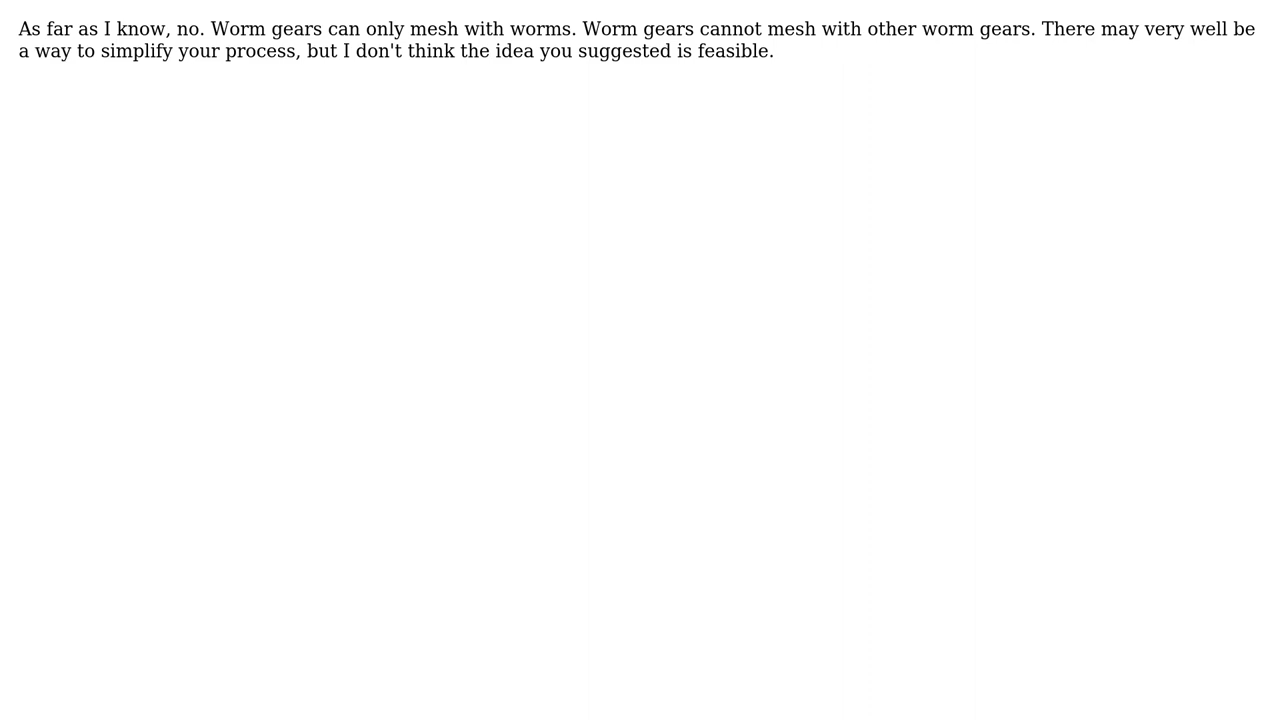 As far as I know, no. Worm gears can only mesh with worms. Worm gears cannot mesh with other worm gears. There may very well be
a way to simplify your process, but I don't think the idea you suggested is feasible.